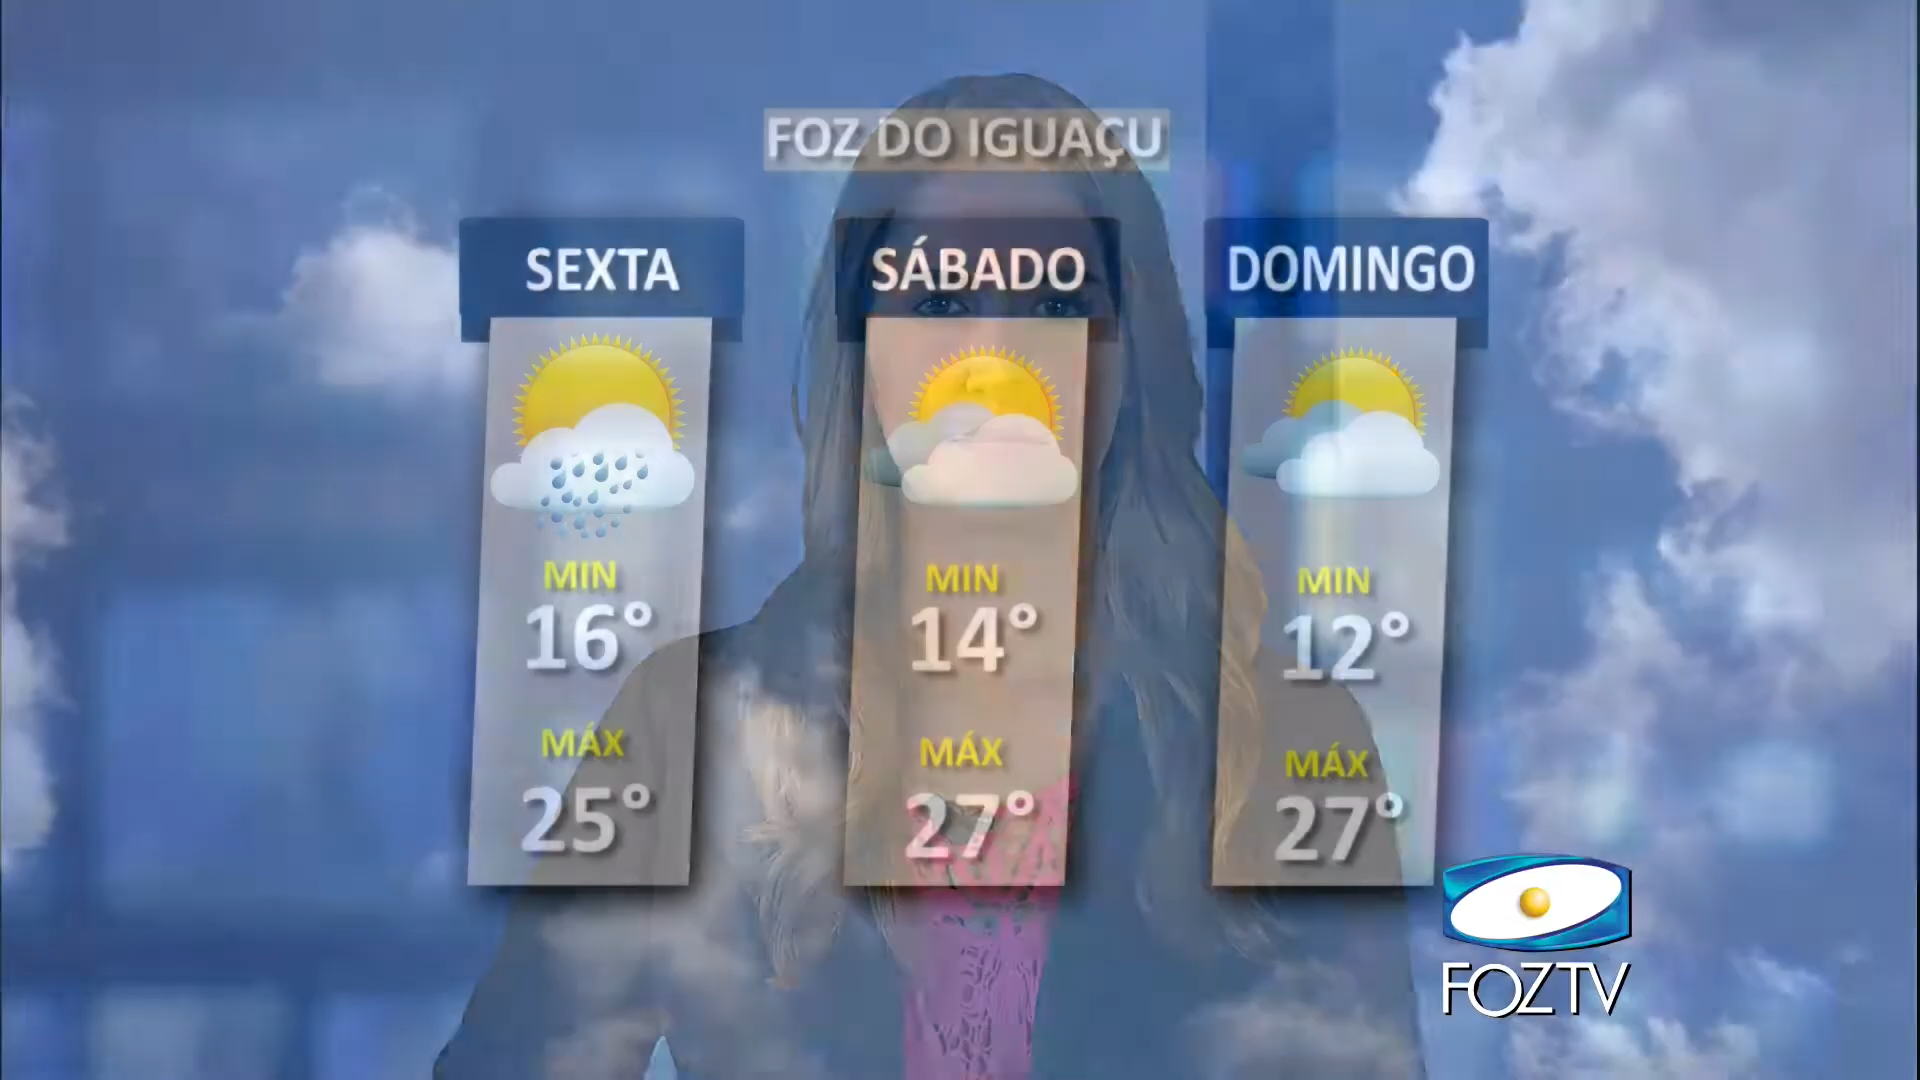 FOZ DO IGUAÇU
SEXTA
MIN
16°
MÁX
25°
SÁBADO
MIN
14°
MÁX
27°
DOMINGO
MIN
12°
MÁX
27°
FOZTV